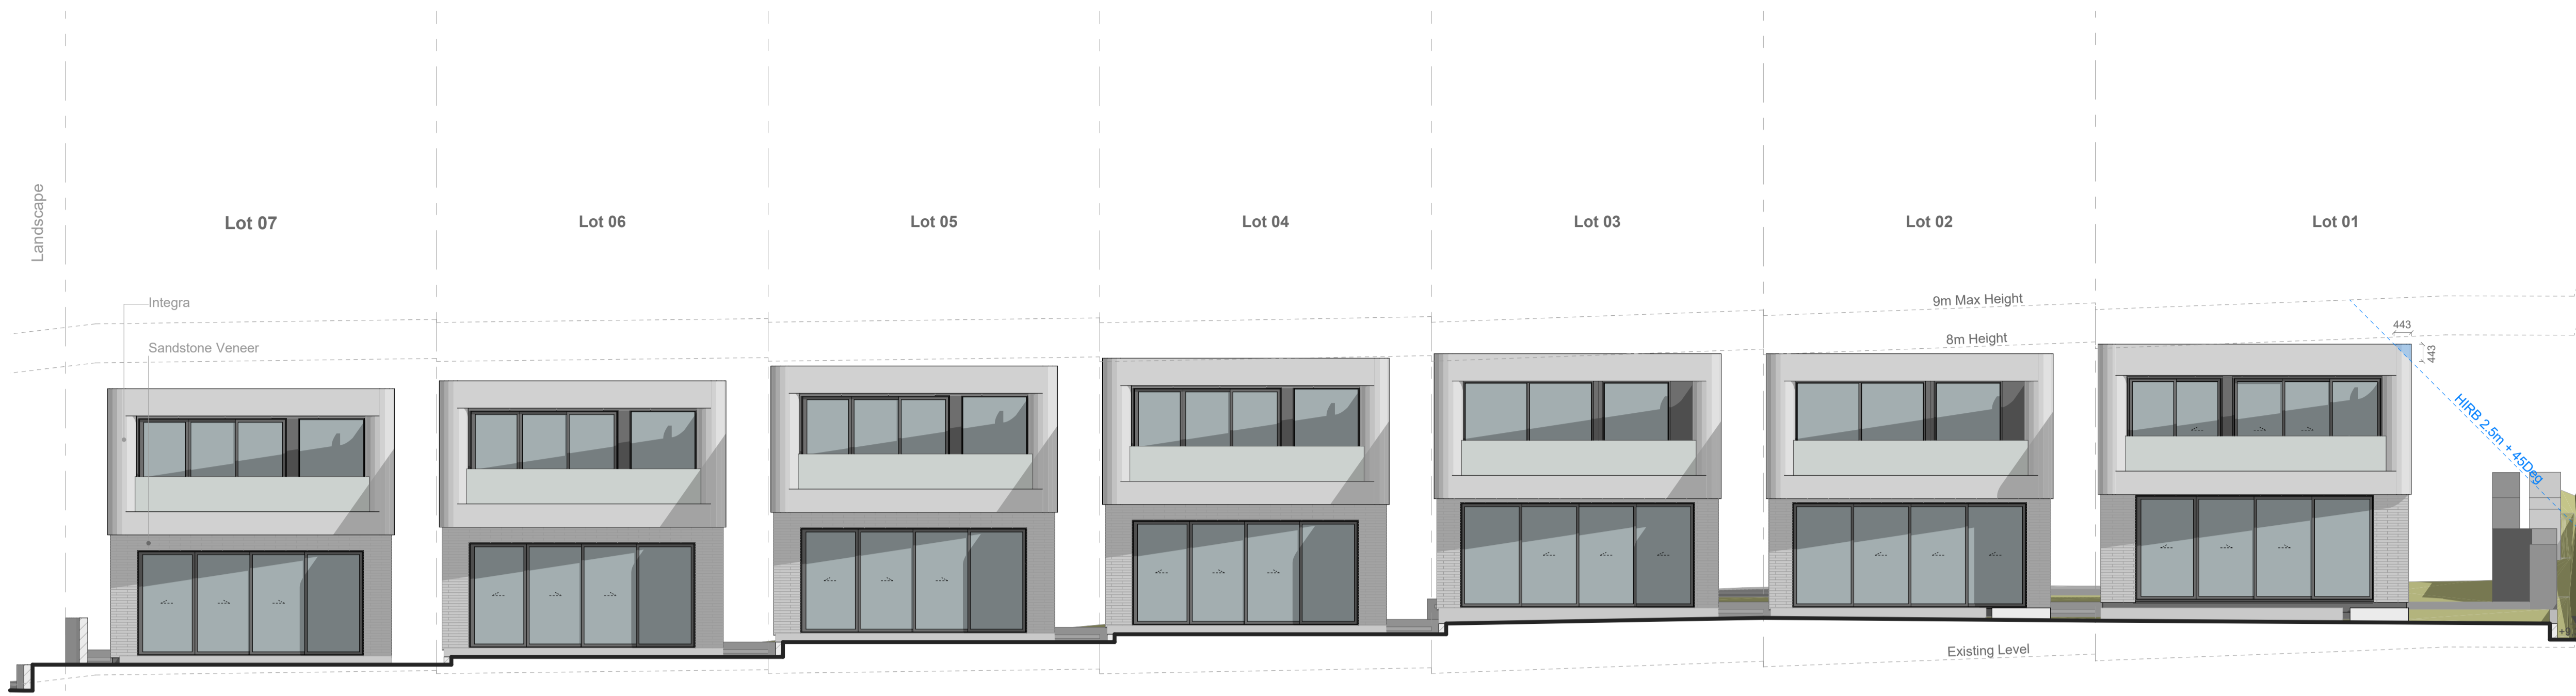 Landscape
Lot 07
Lot 06
Lot 05
Lot 04
Lot 03
Lot 02
Lot 01
Integra
9m Max Height
443
Sandstone Veneer
8m Height
443
HIRB 2.5m + 45Deg
Existing Level